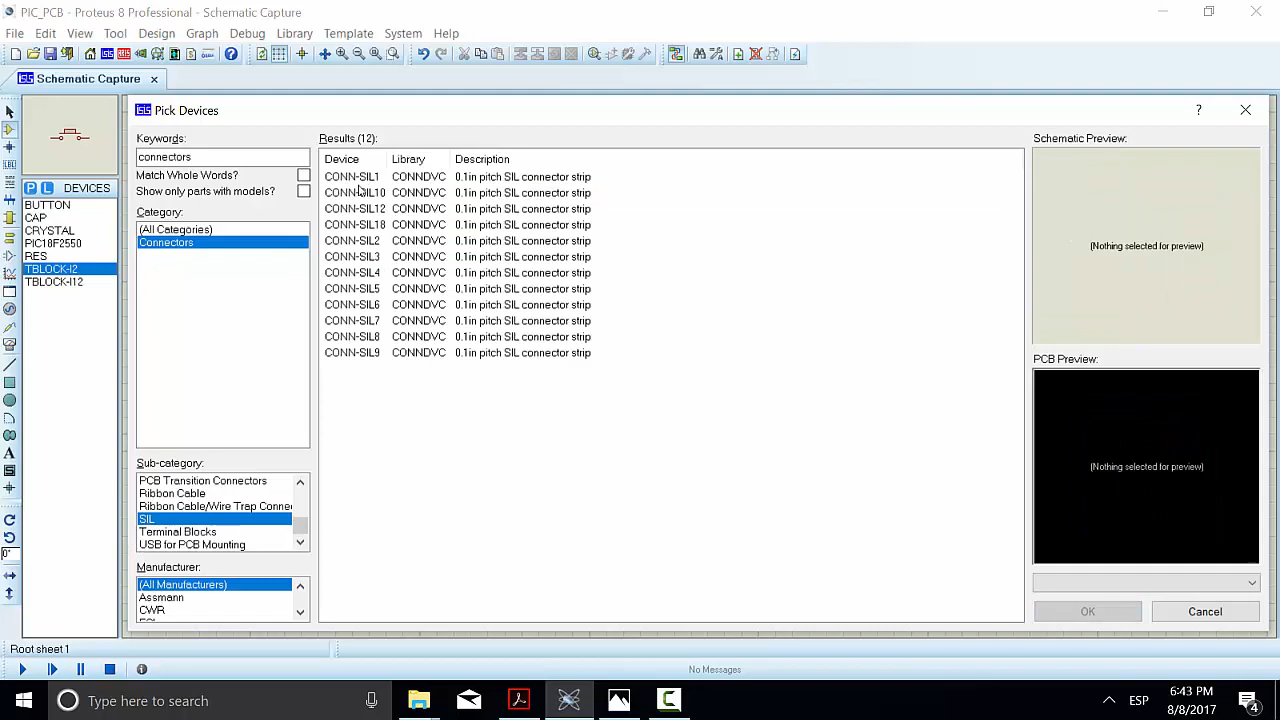 PIC_PCB - Proteus 8 Professional - Schematic Capture
File Edit View Tool Design Graph Debug Library Template System Help
Schematic Capture
Pick Devices
Keywords:
connectors
Match Whole Words?
Show only parts with models?
Category:
(All Categories)
Connectors
Sub-category:
PCB Transition Connectors
Ribbon Cable
Ribbon Cable/Wire Trap Conne
SIL
Terminal Blocks
USB for PCB Mounting
Manufacturer:
(All Manufacturers)
Assmann
CWR
Results (12):
Device Library Description
CONN-SIL1 CONNDVC 0.1in pitch SIL connector strip
CONN-SIL10 CONNDVC 0.1in pitch SIL connector strip
CONN-SIL12 CONNDVC 0.1in pitch SIL connector strip
CONN-SIL18 CONNDVC 0.1in pitch SIL connector strip
CONN-SIL2 CONNDVC 0.1in pitch SIL connector strip
CONN-SIL3 CONNDVC 0.1in pitch SIL connector strip
CONN-SIL4 CONNDVC 0.1in pitch SIL connector strip
CONN-SIL5 CONNDVC 0.1in pitch SIL connector strip
CONN-SIL6 CONNDVC 0.1in pitch SIL connector strip
CONN-SIL7 CONNDVC 0.1in pitch SIL connector strip
CONN-SIL8 CONNDVC 0.1in pitch SIL connector strip
CONN-SIL9 CONNDVC 0.1in pitch SIL connector strip
Schematic Preview:
(Nothing selected for preview)
PCB Preview:
(Nothing selected for preview)
OK Cancel
P L DEVICES
BUTTON
CAP
CRYSTAL
PIC18F2550
RES
TBLOCK-I2
TBLOCK-I12
0°
Root sheet 1
No Messages
Type here to search
ESP
6:43 PM
8/8/2017
4